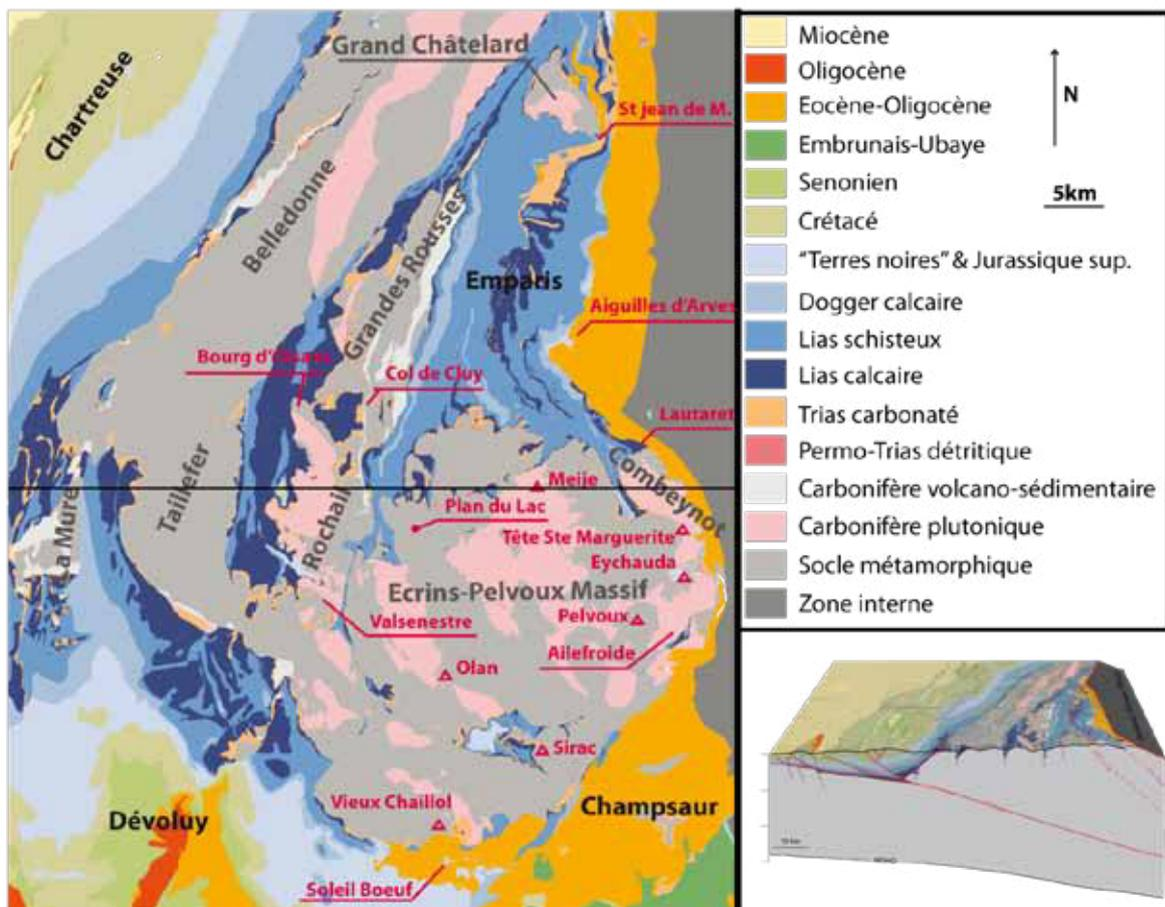 Grand Châtelard
Chartreuse
St jean de M.
Belledonne
Grandes Rousses
Emparis
Aiguilles d'Arves
Bourg d'Oisans
Col de Cluy
Lautaret
Combeynot
Meije
La Mure
Taillefer
Rochail
Plan du Lac
Tête Ste Marguerite
Eychauda
Ecrins-Pelvoux Massif
Valsenestre
Pelvoux
Ailefroide
Olan
Sirac
Vieux Chaillol
Champsaur
Dévoluy
Soleil Boeuf
Miocène
Oligocène
Eocène-Oligocène
Embrunais-Ubaye
Senonien
Crétacé
"Terres noires" & Jurassique sup.
Dogger calcaire
Lias schisteux
Lias calcaire
Trias carbonaté
Permo-Trias détritique
Carbonifère volcano-sédimentaire
Carbonifère plutonique
Socle métamorphique
Zone interne
N
5km